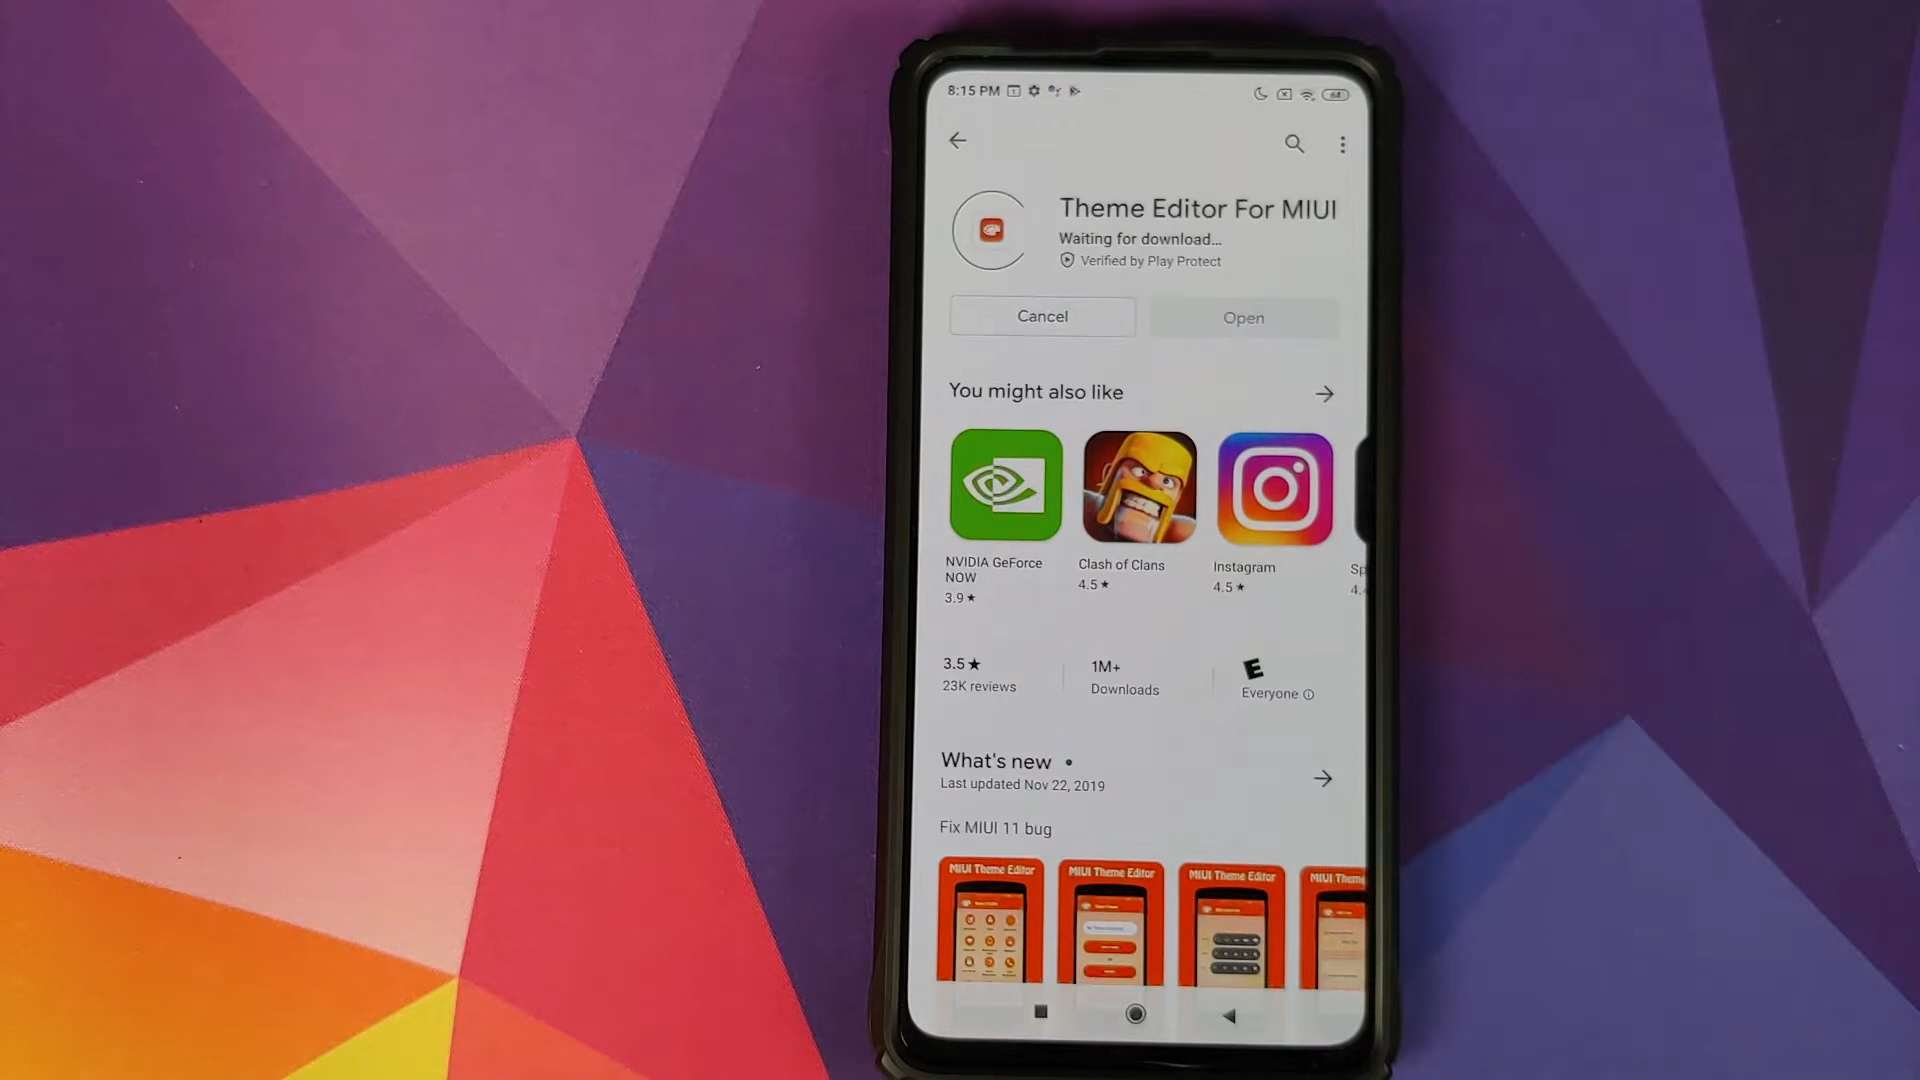 8:15 PM
64
Theme Editor For MIUI
Waiting for download...
Verified by Play Protect
Cancel
Open
You might also like
NVIDIA GeForce
NOW
3.9★
Clash of Clans
4.5★
Instagram
4.5★
Sp
4.
3.5★
23K reviews
1M+
Downloads
E
Everyone
What's new •
Last updated Nov 22, 2019
Fix MIUI 11 bug
MIUI Theme Editor
MIUI Theme Editor
MIUI Theme Editor
MIUI Theme